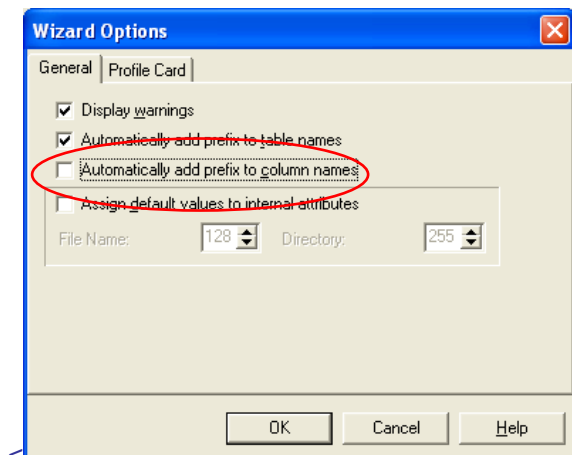 Wizard Options
General Profile Card
Display warnings
Automatically add prefix to table names
Automatically add prefix to column names
Assign default values to internal attributes
File Name: 128 Directory: 255
OK Cancel Help